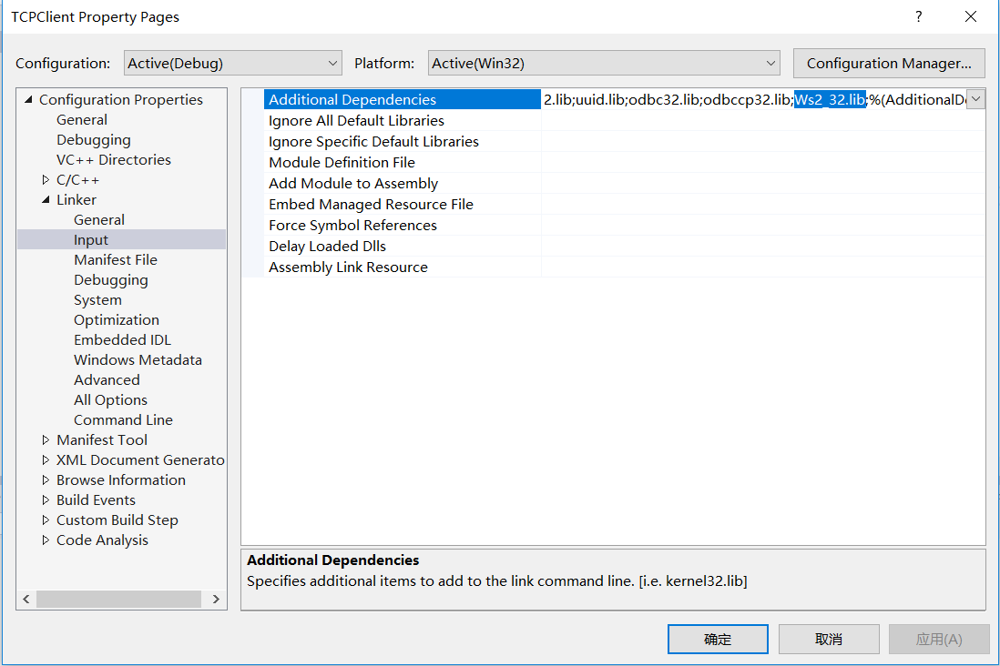 TCPClient Property Pages
?
Configuration: Active(Debug) Platform: Active(Win32) Configuration Manager...
Configuration Properties
General
Debugging
VC++ Directories
C/C++
Linker
General
Input
Manifest File
Debugging
System
Optimization
Embedded IDL
Windows Metadata
Advanced
All Options
Command Line
Manifest Tool
XML Document Generato
Browse Information
Build Events
Custom Build Step
Code Analysis
Additional Dependencies 2.lib;uuid.lib;odbc32.lib;odbccp32.lib;Ws2_32.lib;%(AdditionalDe
Ignore All Default Libraries
Ignore Specific Default Libraries
Module Definition File
Add Module to Assembly
Embed Managed Resource File
Force Symbol References
Delay Loaded Dlls
Assembly Link Resource
Additional Dependencies
Specifies additional items to add to the link command line. [i.e. kernel32.lib]
确定 取消 应用(A)